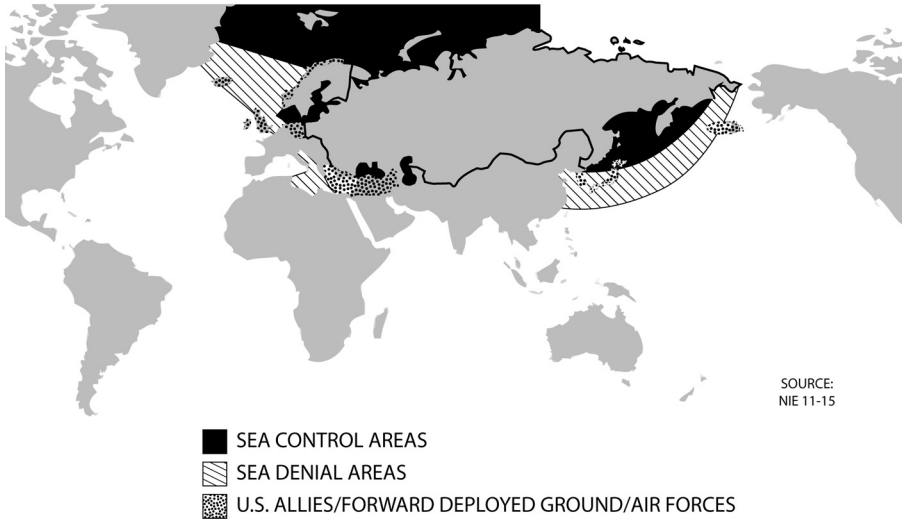 SOURCE:
NIE 11-15
SEA CONTROL AREAS
SEA DENIAL AREAS
U.S. ALLIES/FORWARD DEPLOYED GROUND/AIR FORCES